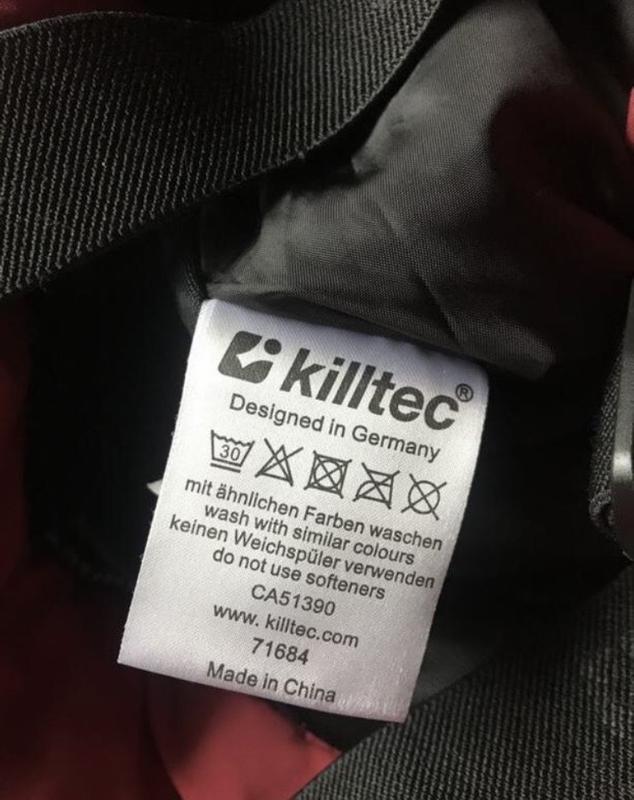 killtec®
Designed in Germany
30
mit ähnlichen Farben waschen
wash with similar colours
keinen Weichspüler verwenden
do not use softeners
CA51390
www. killtec.com
71684
Made in China